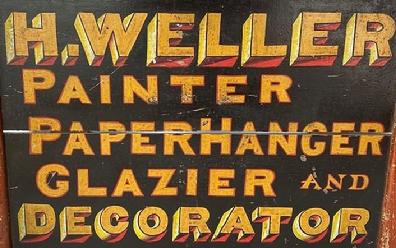 H. WELLER
PAINTER
PAPERHANGER
GLAZIER AND
DECORATOR